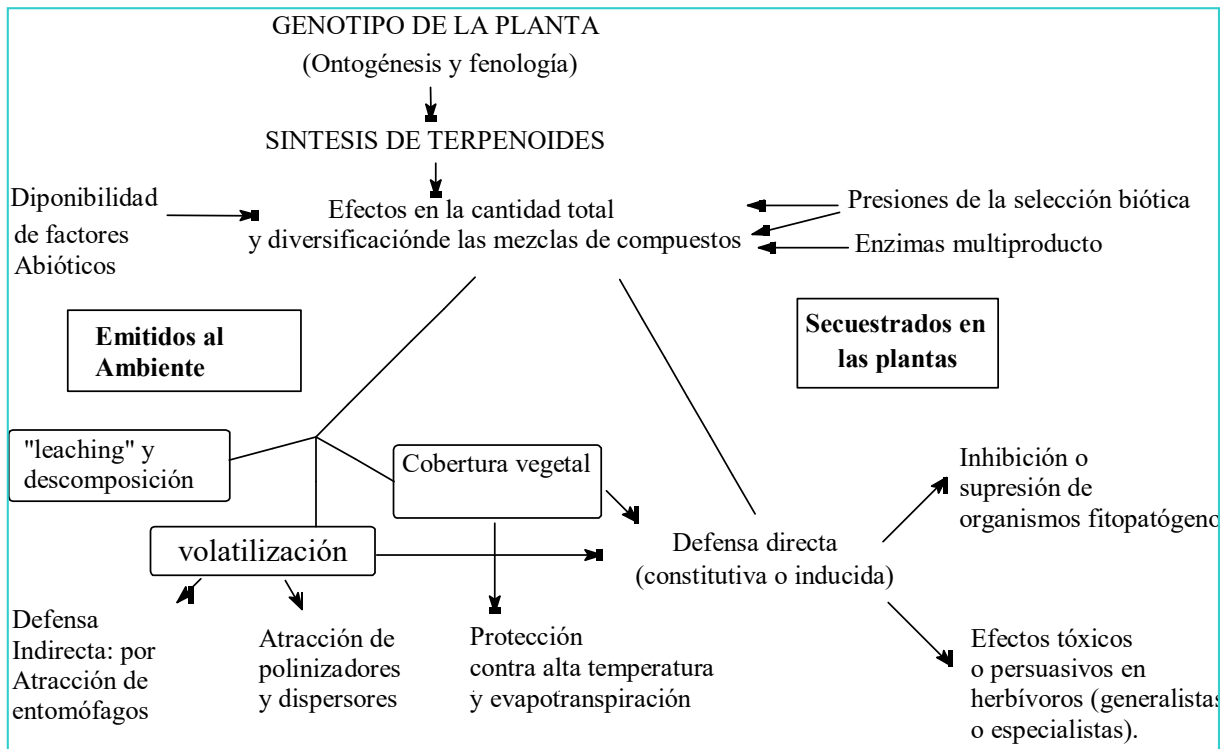 GENOTIPO DE LA PLANTA
(Ontogénesis y fenología)
SINTESIS DE TERPENOIDES
Diponibilidad
de factores
Abióticos
Efectos en la cantidad total
y diversificaciónde las mezclas de compuestos
Presiones de la selección biótica
Enzimas multiproducto
Emitidos al
Ambiente
Secuestrados en
las plantas
"leaching" y
descomposición
Cobertura vegetal
volatilización
Defensa directa
(constitutiva o inducida)
Inhibición o
supresión de
organismos fitopatógeno
Defensa
Indirecta: por
Atracción de
entomófagos
Atracción de
polinizadores
y dispersores
Protección
contra alta temperatura
y evapotranspiración
Efectos tóxicos
o persuasivos en
herbívoros (generalistas
o especialistas).